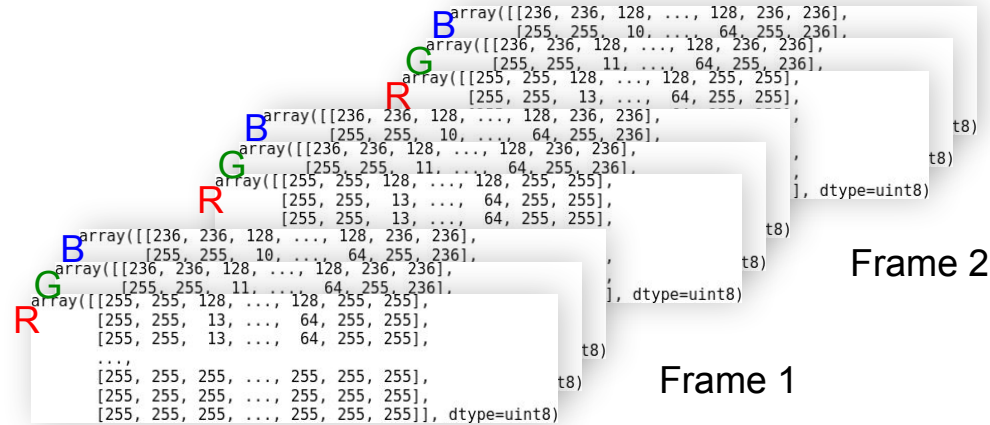 B
array([[236, 236, 128, ..., 128, 236, 236],
[255, 255, 10, ..., 64, 255, 236],
G
array([[236, 236, 128, ..., 128, 236, 236],
[255, 255, 11, ..., 64, 255, 236],
R
array([[255, 255, 128, ..., 128, 255, 255],
[255, 255, 13, ..., 64, 255, 255],
t8)
t8)
], dtype=uint8)
B
array([[236, 236, 128, ..., 128, 236, 236],
[255, 255, 10, ..., 64, 255, 236],
G
array([[236, 236, 128, ..., 128, 236, 236],
[255, 255, 11, ..., 64, 255, 236],
R
array([[255, 255, 128, ..., 128, 255, 255],
[255, 255, 13, ..., 64, 255, 255],
[255, 255, 13, ..., 64, 255, 255],
t8)
t8)
], dtype=uint8)
Frame 2
B
array([[236, 236, 128, ..., 128, 236, 236],
[255, 255, 10, ..., 64, 255, 236],
G
array([[236, 236, 128, ..., 128, 236, 236],
[255, 255, 11, ..., 64, 255, 236],
R
array([[255, 255, 128, ..., 128, 255, 255],
[255, 255, 13, ..., 64, 255, 255],
[255, 255, 13, ..., 64, 255, 255],
...,
[255, 255, 255, ..., 255, 255, 255],
[255, 255, 255, ..., 255, 255, 255],
[255, 255, 255, ..., 255, 255, 255]], dtype=uint8)
t8)
t8)
Frame 1